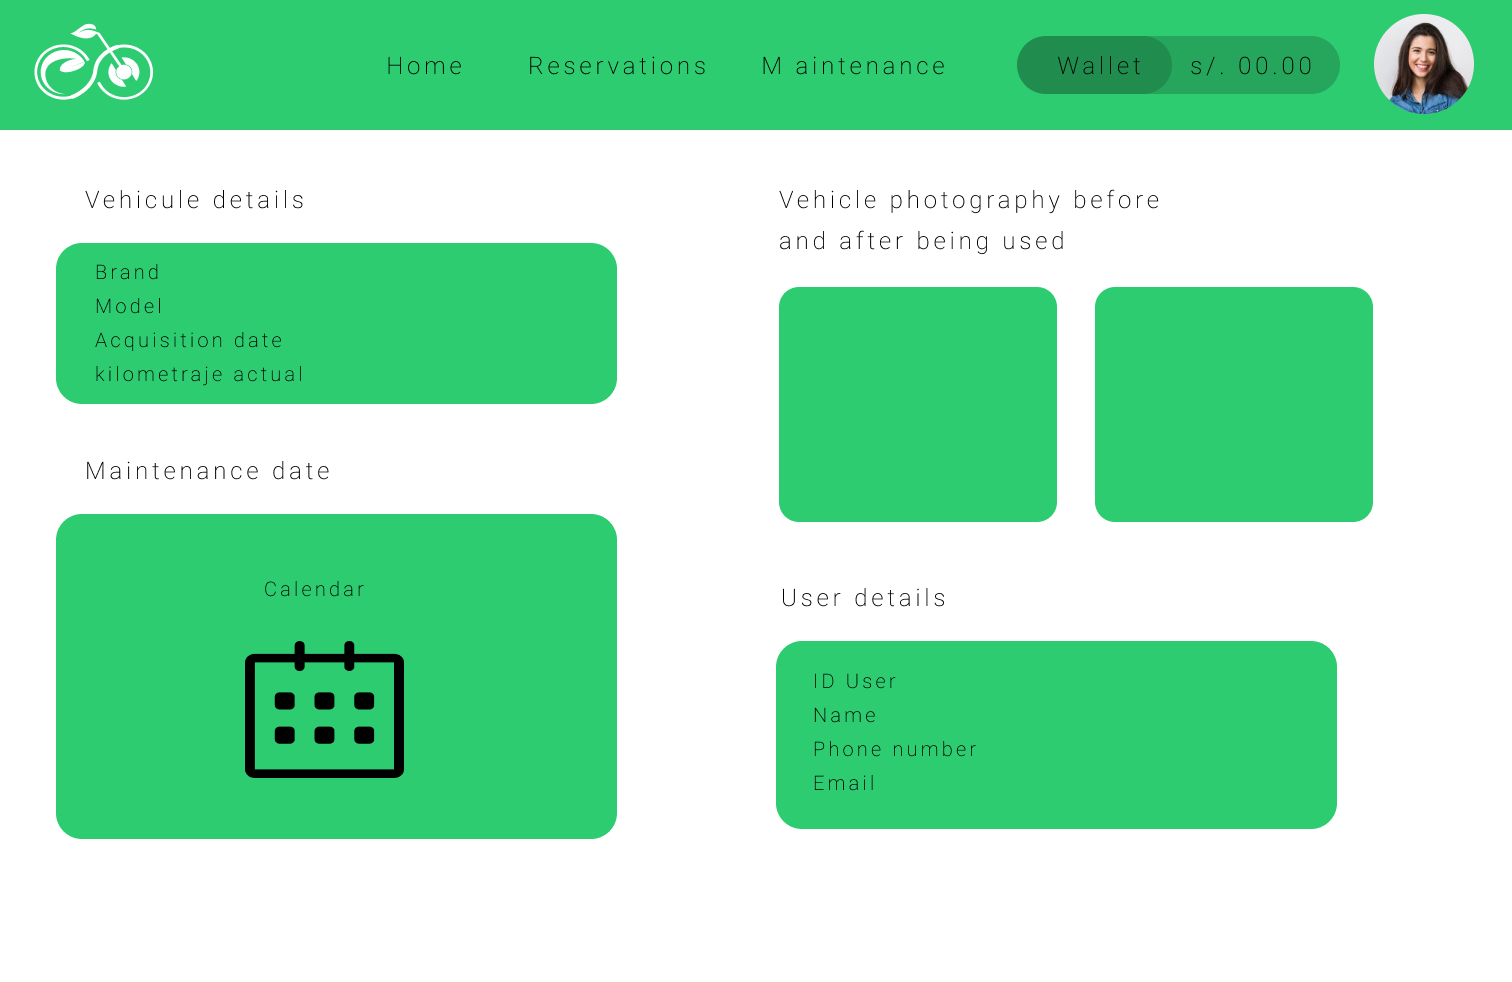 Home Reservations M aintenance Wallet s/. 00.00
Vehicule details
Brand
Model
Acquisition date
kilometraje actual
Maintenance date
Calendar
Vehicle photography before
and after being used
User details
ID User
Name
Phone number
Email